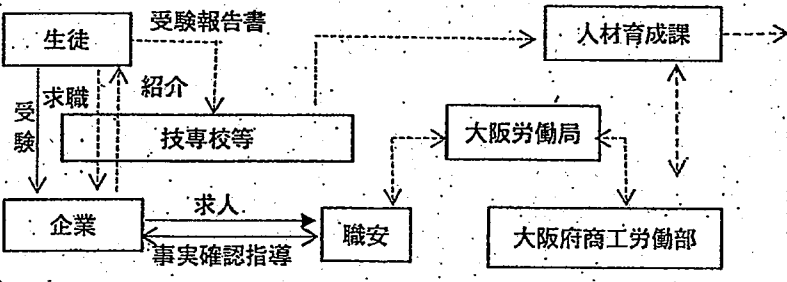 受験報告書
生徒
人材育成課
求職
紹介
受験
技専校等
大阪労働局
求人
企業
職安
大阪府商工労働部
事実確認指導